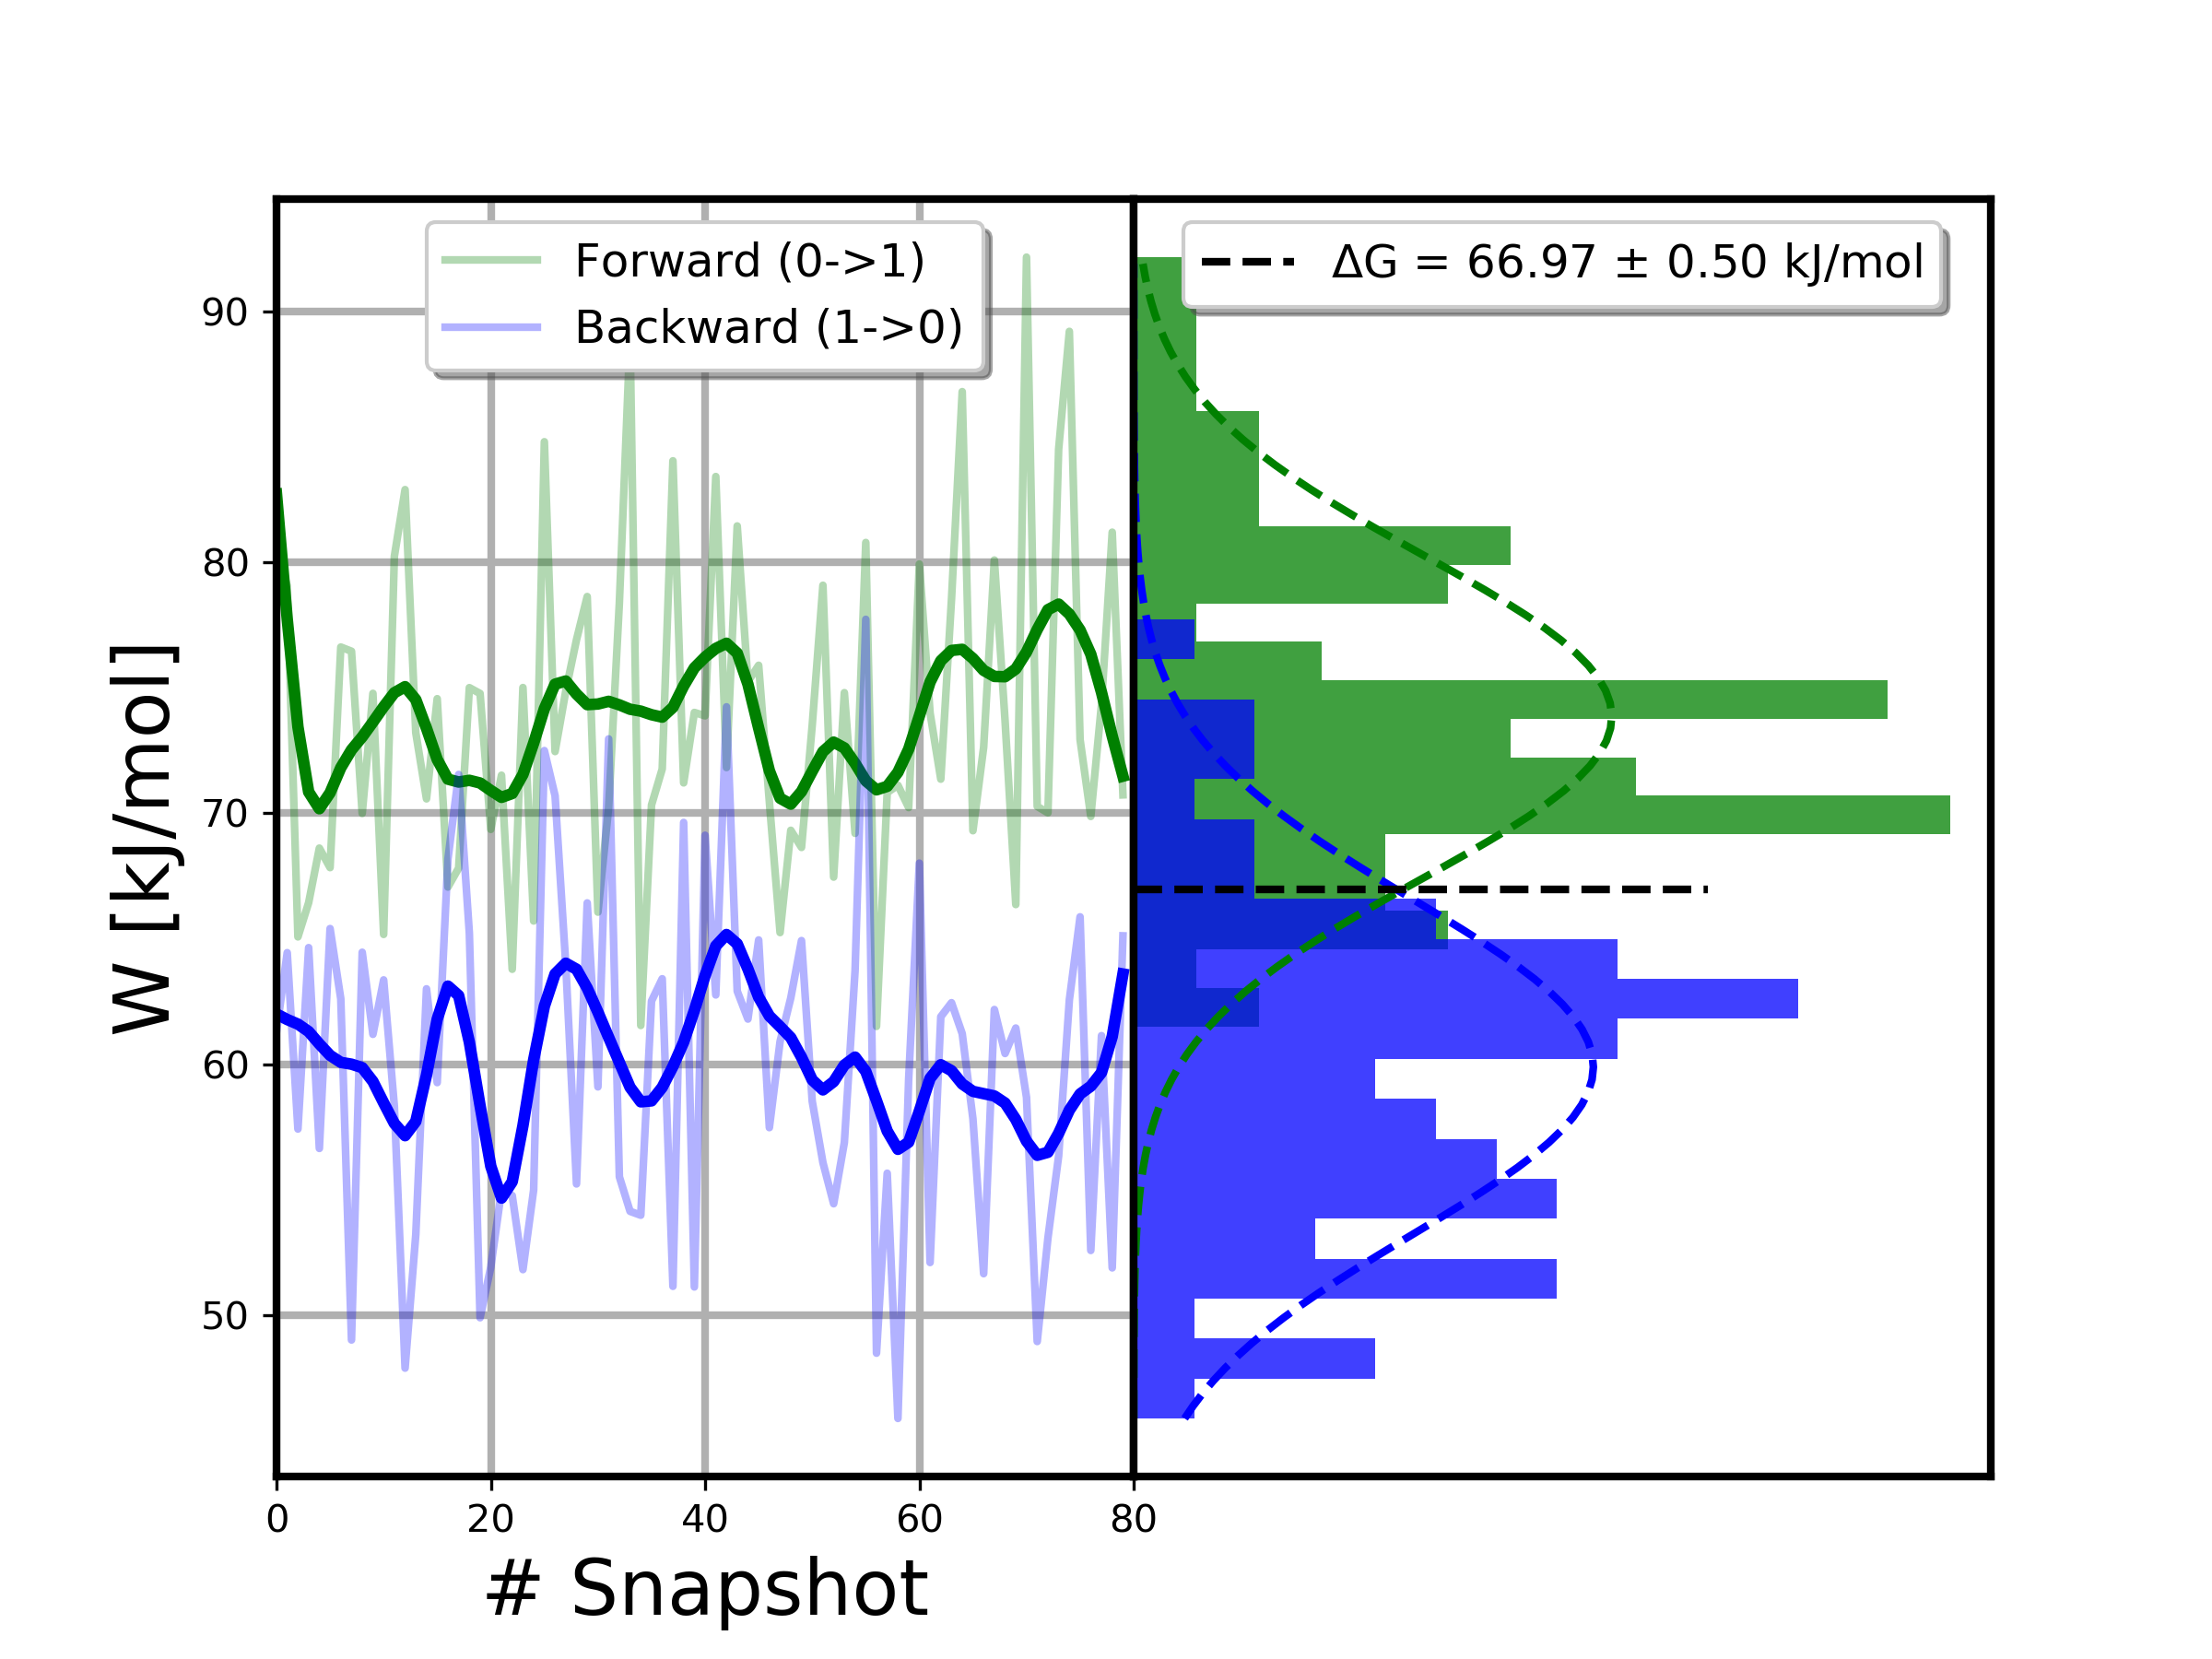 Forward (0->1)
Backward (1->0)
ΔG = 66.97 ± 0.50 kJ/mol
W [kJ/mol]
90
80
70
60
50
0
20
40
60
80
# Snapshot